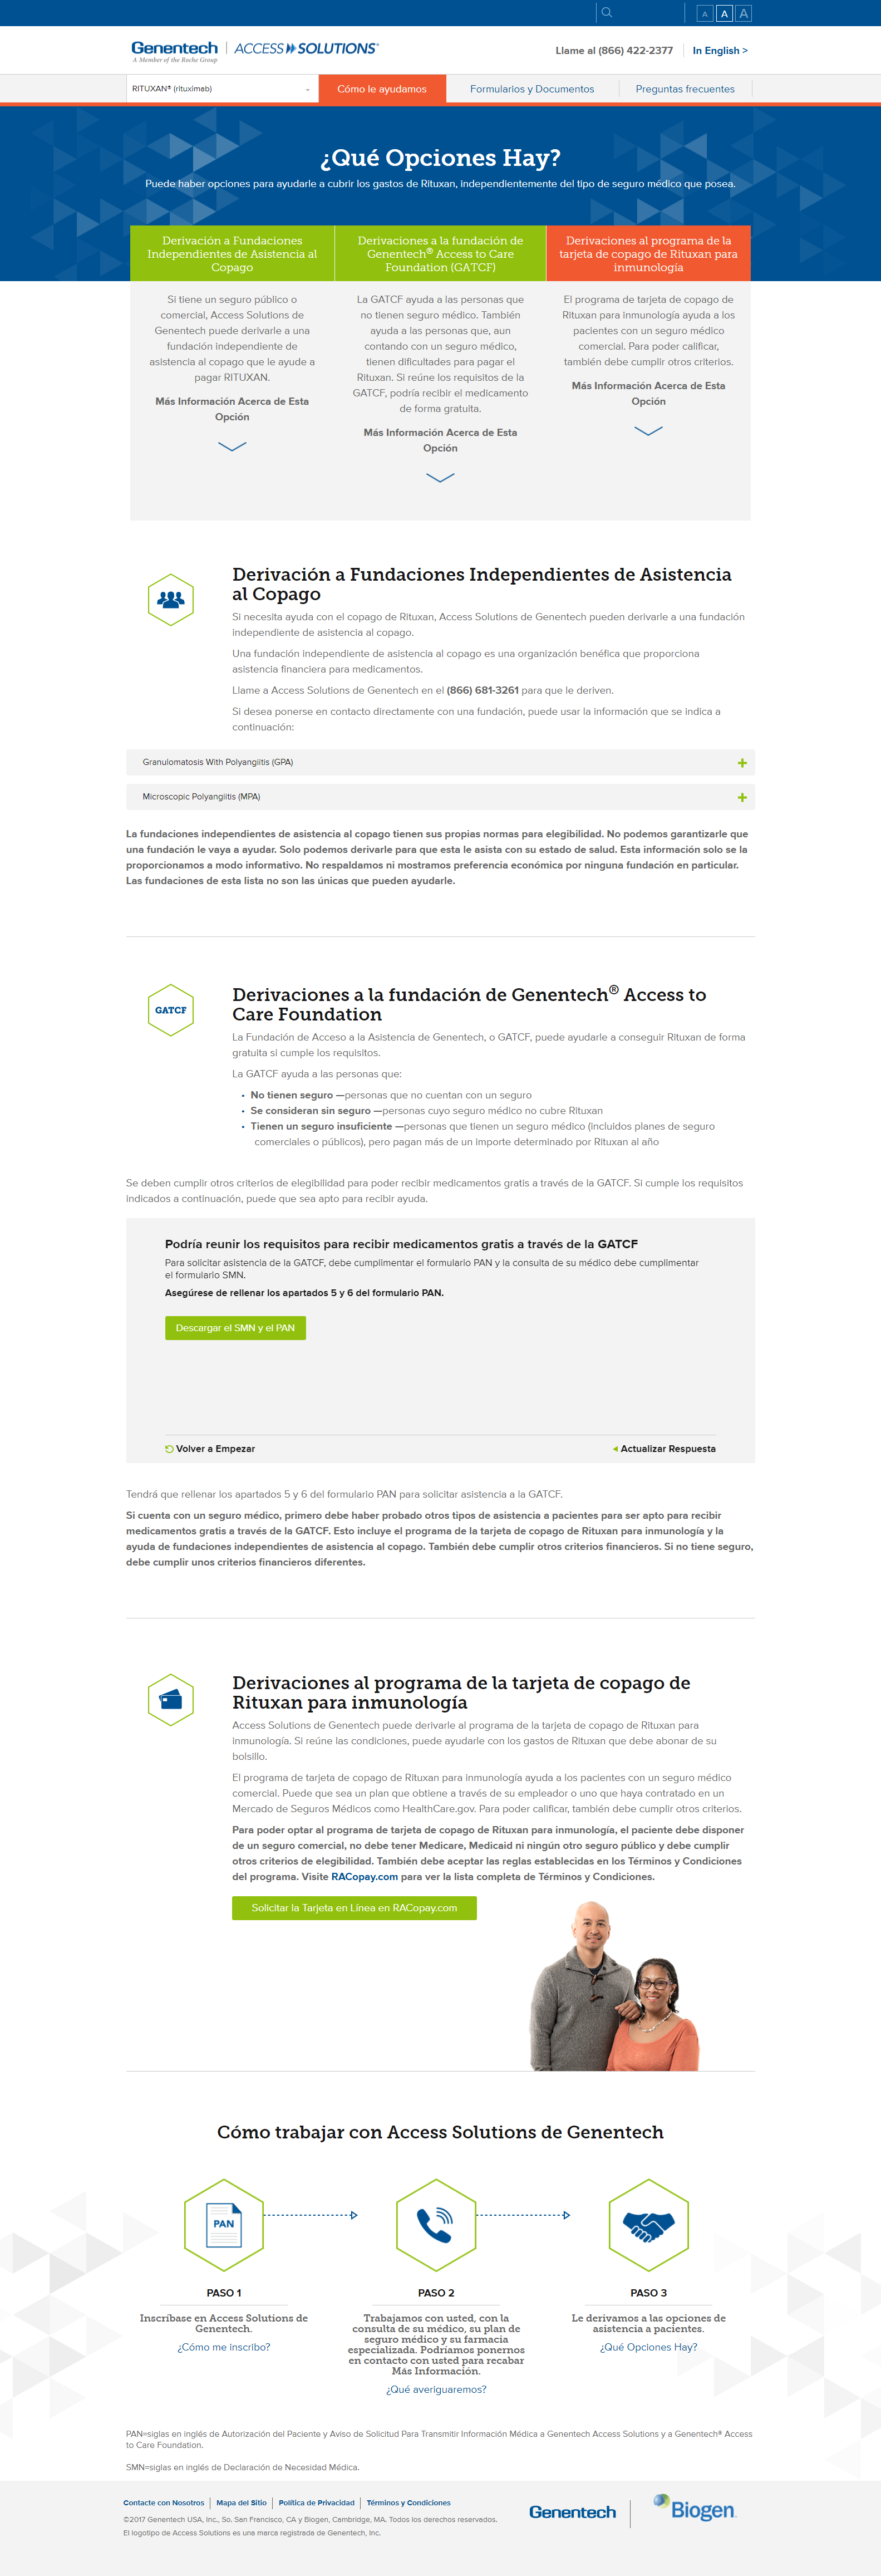 A A A
Genentech
A Member of the Roche Group
ACCESS SOLUTIONS®
Llame al (866) 422-2377
In English >
RITUXAN® (rituximab)
Cómo le ayudamos
Formularios y Documentos
Preguntas frecuentes
¿Qué Opciones Hay?
Puede haber opciones para ayudarle a cubrir los gastos de Rituxan, independientemente del tipo de seguro médico que posea.
Derivación a Fundaciones
Independientes de Asistencia al
Copago
Si tiene un seguro público o
comercial, Access Solutions de
Genentech puede derivarle a una
fundación independiente de
asistencia al copago que le ayude a
pagar RITUXAN.
Más Información Acerca de Esta
Opción
Derivaciones a la fundación de
Genentech® Access to Care
Foundation (GATCF)
La GATCF ayuda a las personas que
no tienen seguro médico. También
ayuda a las personas que, aun
contando con un seguro médico,
tienen dificultades para pagar el
Rituxan. Si reúne los requisitos de la
GATCF, podría recibir el medicamento
de forma gratuita.
Más Información Acerca de Esta
Opción
Derivaciones al programa de la
tarjeta de copago de Rituxan para
inmunología
El programa de tarjeta de copago de
Rituxan para inmunología ayuda a los
pacientes con un seguro médico
comercial. Para poder calificar,
también debe cumplir otros criterios.
Más Información Acerca de Esta
Opción
Derivación a Fundaciones Independientes de Asistencia
al Copago
Si necesita ayuda con el copago de Rituxan, Access Solutions de Genentech pueden derivarle a una fundación
independiente de asistencia al copago.
Una fundación independiente de asistencia al copago es una organización benéfica que proporciona
asistencia financiera para medicamentos.
Llame a Access Solutions de Genentech en el (866) 681-3261 para que le deriven.
Si desea ponerse en contacto directamente con una fundación, puede usar la información que se indica a
continuación:
Granulomatosis With Polyangiitis (GPA)
Microscopic Polyangiitis (MPA)
La fundaciones independientes de asistencia al copago tienen sus propias normas para elegibilidad. No podemos garantizarle que
una fundación le vaya a ayudar. Solo podemos derivarle para que esta le asista con su estado de salud. Esta información solo se la
proporcionamos a modo informativo. No respaldamos ni mostramos preferencia económica por ninguna fundación en particular.
Las fundaciones de esta lista no son las únicas que pueden ayudarle.
GATCF
Derivaciones a la fundación de Genentech® Access to
Care Foundation
La Fundación de Acceso a la Asistencia de Genentech, o GATCF, puede ayudarle a conseguir Rituxan de forma
gratuita si cumple los requisitos.
La GATCF ayuda a las personas que:
• No tienen seguro —personas que no cuentan con un seguro
• Se consideran sin seguro —personas cuyo seguro médico no cubre Rituxan
• Tienen un seguro insuficiente —personas que tienen un seguro médico (incluidos planes de seguro
comerciales o públicos), pero pagan más de un importe determinado por Rituxan al año
Se deben cumplir otros criterios de elegibilidad para poder recibir medicamentos gratis a través de la GATCF. Si cumple los requisitos
indicados a continuación, puede que sea apto para recibir ayuda.
Podría reunir los requisitos para recibir medicamentos gratis a través de la GATCF
Para solicitar asistencia de la GATCF, debe cumplimentar el formulario PAN y la consulta de su médico debe cumplimentar
el formulario SMN.
Asegúrese de rellenar los apartados 5 y 6 del formulario PAN.
Descargar el SMN y el PAN
Volver a Empezar
Actualizar Respuesta
Tendrá que rellenar los apartados 5 y 6 del formulario PAN para solicitar asistencia a la GATCF.
Si cuenta con un seguro médico, primero debe haber probado otros tipos de asistencia a pacientes para ser apto para recibir
medicamentos gratis a través de la GATCF. Esto incluye el programa de la tarjeta de copago de Rituxan para inmunología y la
ayuda de fundaciones independientes de asistencia al copago. También debe cumplir otros criterios financieros. Si no tiene seguro,
debe cumplir unos criterios financieros diferentes.
Derivaciones al programa de la tarjeta de copago de
Rituxan para inmunología
Access Solutions de Genentech puede derivarle al programa de la tarjeta de copago de Rituxan para
inmunología. Si reúne las condiciones, puede ayudarle con los gastos de Rituxan que debe abonar de su
bolsillo.
El programa de tarjeta de copago de Rituxan para inmunología ayuda a los pacientes con un seguro médico
comercial. Puede que sea un plan que obtiene a través de su empleador o uno que haya contratado en un
Mercado de Seguros Médicos como HealthCare.gov. Para poder calificar, también debe cumplir otros criterios.
Para poder optar al programa de tarjeta de copago de Rituxan para inmunología, el paciente debe disponer
de un seguro comercial, no debe tener Medicare, Medicaid ni ningún otro seguro público y debe cumplir
otros criterios de elegibilidad. También debe aceptar las reglas establecidas en los Términos y Condiciones
del programa. Visite RACopay.com para ver la lista completa de Términos y Condiciones.
Solicitar la Tarjeta en Línea en RACopay.com
Cómo trabajar con Access Solutions de Genentech
PAN
PASO 1
Inscríbase en Access Solutions de
Genentech.
¿Cómo me inscribo?
PASO 2
Trabajamos con usted, con la
consulta de su médico, su plan de
seguro médico y su farmacia
especializada. Podríamos ponernos
en contacto con usted para recabar
Más Información.
¿Qué averiguaremos?
PASO 3
Le derivamos a las opciones de
asistencia a pacientes.
¿Qué Opciones Hay?
PAN=siglas en inglés de Autorización del Paciente y Aviso de Solicitud Para Transmitir Información Médica a Genentech Access Solutions y a Genentech® Access
to Care Foundation.
SMN=siglas en inglés de Declaración de Necesidad Médica.
Contacte con Nosotros
Mapa del Sitio
Política de Privacidad
Términos y Condiciones
©2017 Genentech USA, Inc., So. San Francisco, CA y Biogen, Cambridge, MA. Todos los derechos reservados.
El logotipo de Access Solutions es una marca registrada de Genentech, Inc.
Genentech
Biogen